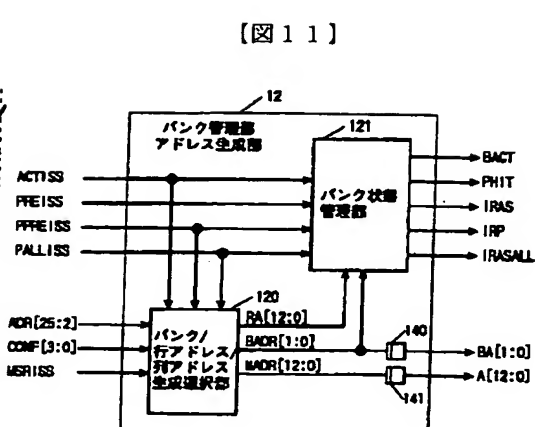 【図１１】
12
バンク管理部
アドレス生成部
121
バンク状態
管理部
ACTISS
PREISS
PPREISS
PALLISS
BACT
PHIT
IRAS
IRP
IRASALL
120
バンク/
行アドレス/
列アドレス
生成選択部
ADR[25:2]
CONF[3:0]
MSRISS
RA[12:0]
BADR[1:0]
MADR[12:0]
140
141
BA[1:0]
A[12:0]